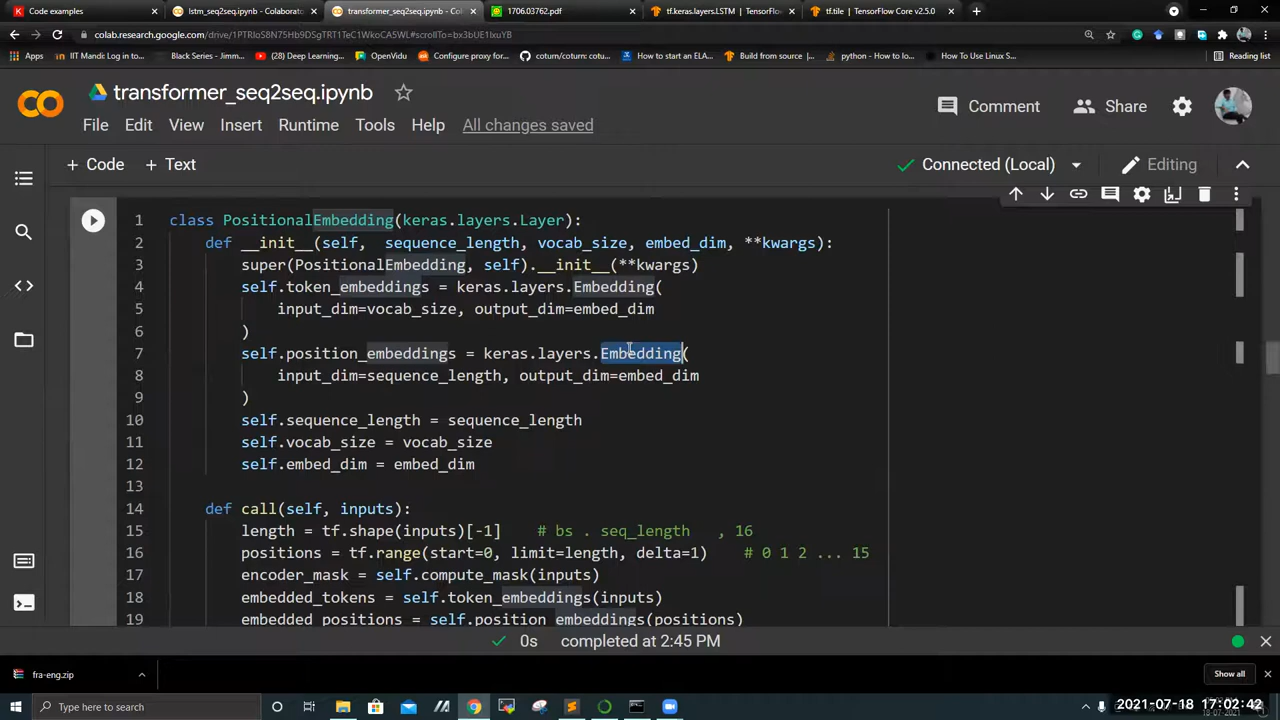 Code examples
lstm_seq2seq.ipynb - Colaborato
transformer_seq2seq.ipynb - Col
1706.03762.pdf
tf.keras.layers.LSTM | TensorFlow
tf.tile | TensorFlow Core v2.5.0
colab.research.google.com/drive/1PTRIoS8N75Hb9DSgTRT1TeC1WkoCA5WL#scrollTo=bx3bUE1IxuYB
Apps
IIT Mandi: Log in to...
Black Series - Jimm...
(28) Deep Learning...
OpenVidu
Configure proxy for...
coturn/coturn: cotu...
How to start an ELA...
Build from source |...
python - How to lo...
How To Use Linux S...
Reading list
transformer_seq2seq.ipynb
Comment
Share
File Edit View Insert Runtime Tools Help All changes saved
+ Code + Text
Connected (Local)
Editing
1 class PositionalEmbedding(keras.layers.Layer):
2 def __init__(self, sequence_length, vocab_size, embed_dim, **kwargs):
3 super(PositionalEmbedding, self).__init__(**kwargs)
4 self.token_embeddings = keras.layers.Embedding(
5 input_dim=vocab_size, output_dim=embed_dim
6 )
7 self.position_embeddings = keras.layers.Embedding(
8 input_dim=sequence_length, output_dim=embed_dim
9 )
10 self.sequence_length = sequence_length
11 self.vocab_size = vocab_size
12 self.embed_dim = embed_dim
13
14 def call(self, inputs):
15 length = tf.shape(inputs)[-1] # bs . seq_length , 16
16 positions = tf.range(start=0, limit=length, delta=1) # 0 1 2 ... 15
17 encoder_mask = self.compute_mask(inputs)
18 embedded_tokens = self.token_embeddings(inputs)
19 embedded_positions = self.position_embeddings(positions)
0s completed at 2:45 PM
fra-eng.zip
Show all
Type here to search
2021-07-18 17:02:42